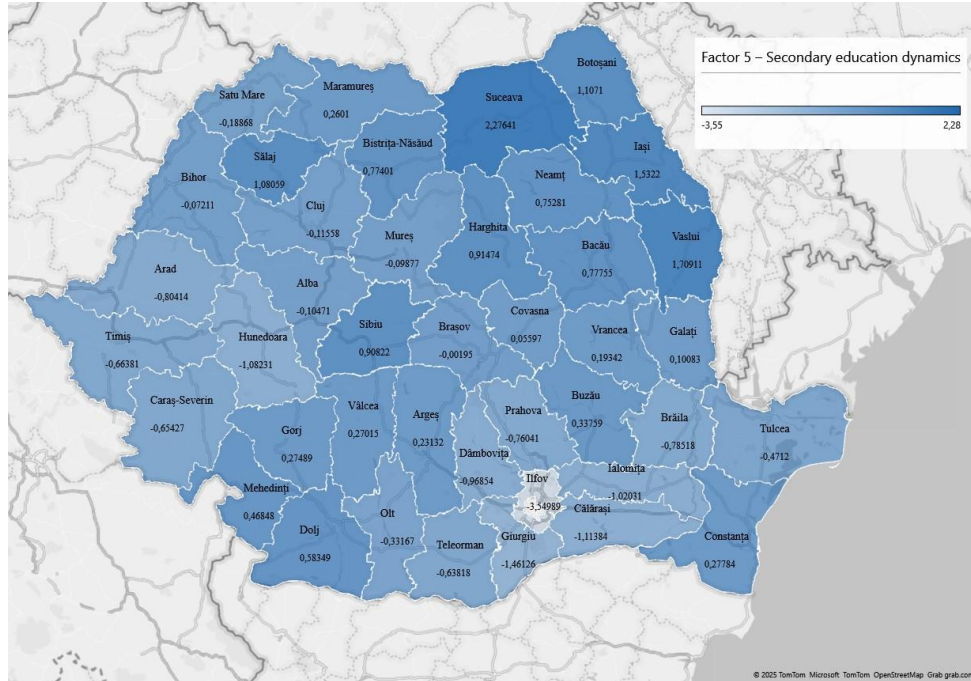 Factor 5 – Secondary education dynamics
-3,55
2,28
Botoșani
1,1071
Suceava
2,27641
Maramureș
0,2601
Satu Mare
-0,18868
Iași
1,5322
Bistrița-Năsăud
0,77401
Sălaj
1,08059
Neamț
0,75281
Bihor
-0,07211
Cluj
-0,11558
Mureș
-0,09877
Harghita
0,91474
Bacău
0,77755
Vaslui
1,70911
Arad
-0,80414
Alba
-0,10471
Sibiu
0,90822
Brașov
-0,00195
Covasna
0,05597
Vrancea
0,19342
Galați
0,10083
Timiș
-0,66381
Hunedoara
-1,08231
Caraș-Severin
-0,65427
Gorj
0,27489
Vâlcea
0,27015
Argeș
0,23132
Prahova
-0,76041
Buzău
0,33759
Brăila
-0,78518
Tulcea
-0,4712
Dâmbovița
-0,96854
Ilfov
-3,54989
Ialomița
-1,02031
Călărași
-1,11384
Mehedinți
0,46848
Dolj
0,58349
Olt
-0,33167
Teleorman
-0,63818
Giurgiu
-1,46126
Constanța
0,27784
© 2025 TomTom Microsoft TomTom OpenStreetMap Grab grab.com